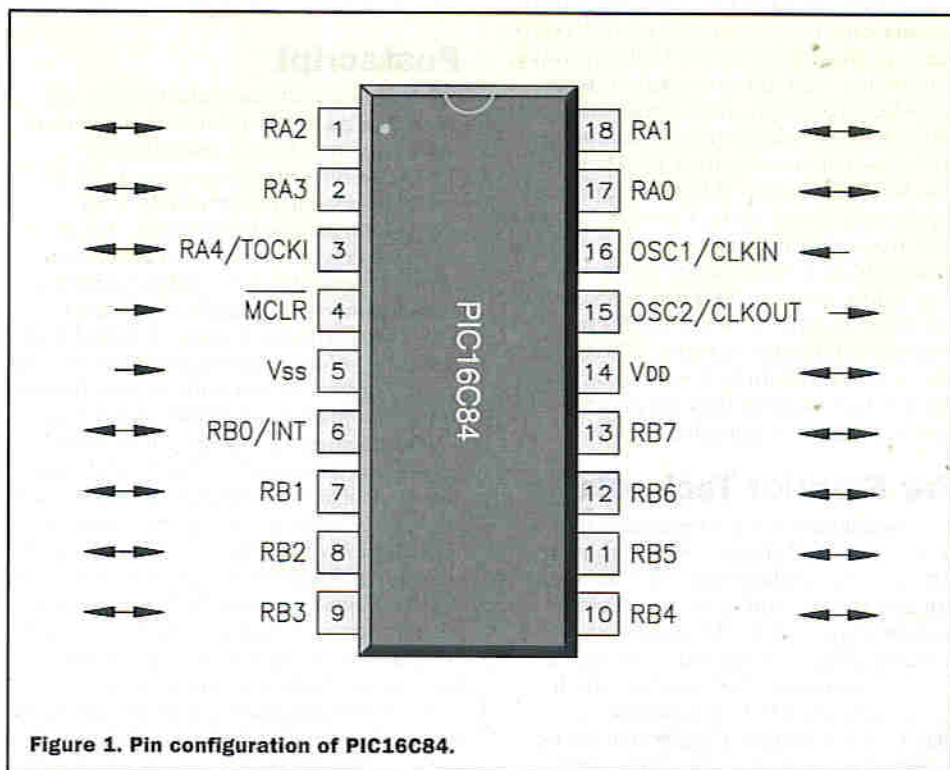 RA2 1 18 RA1
RA3 2 17 RA0
RA4/TOCKI 3 16 OSC1/CLKIN
MCLR 4 15 OSC2/CLKOUT
Vss 5 14 VDD
RB0/INT 6 13 RB7
RB1 7 12 RB6
RB2 8 11 RB5
RB3 9 10 RB4
PIC16C84
Figure 1. Pin configuration of PIC16C84.